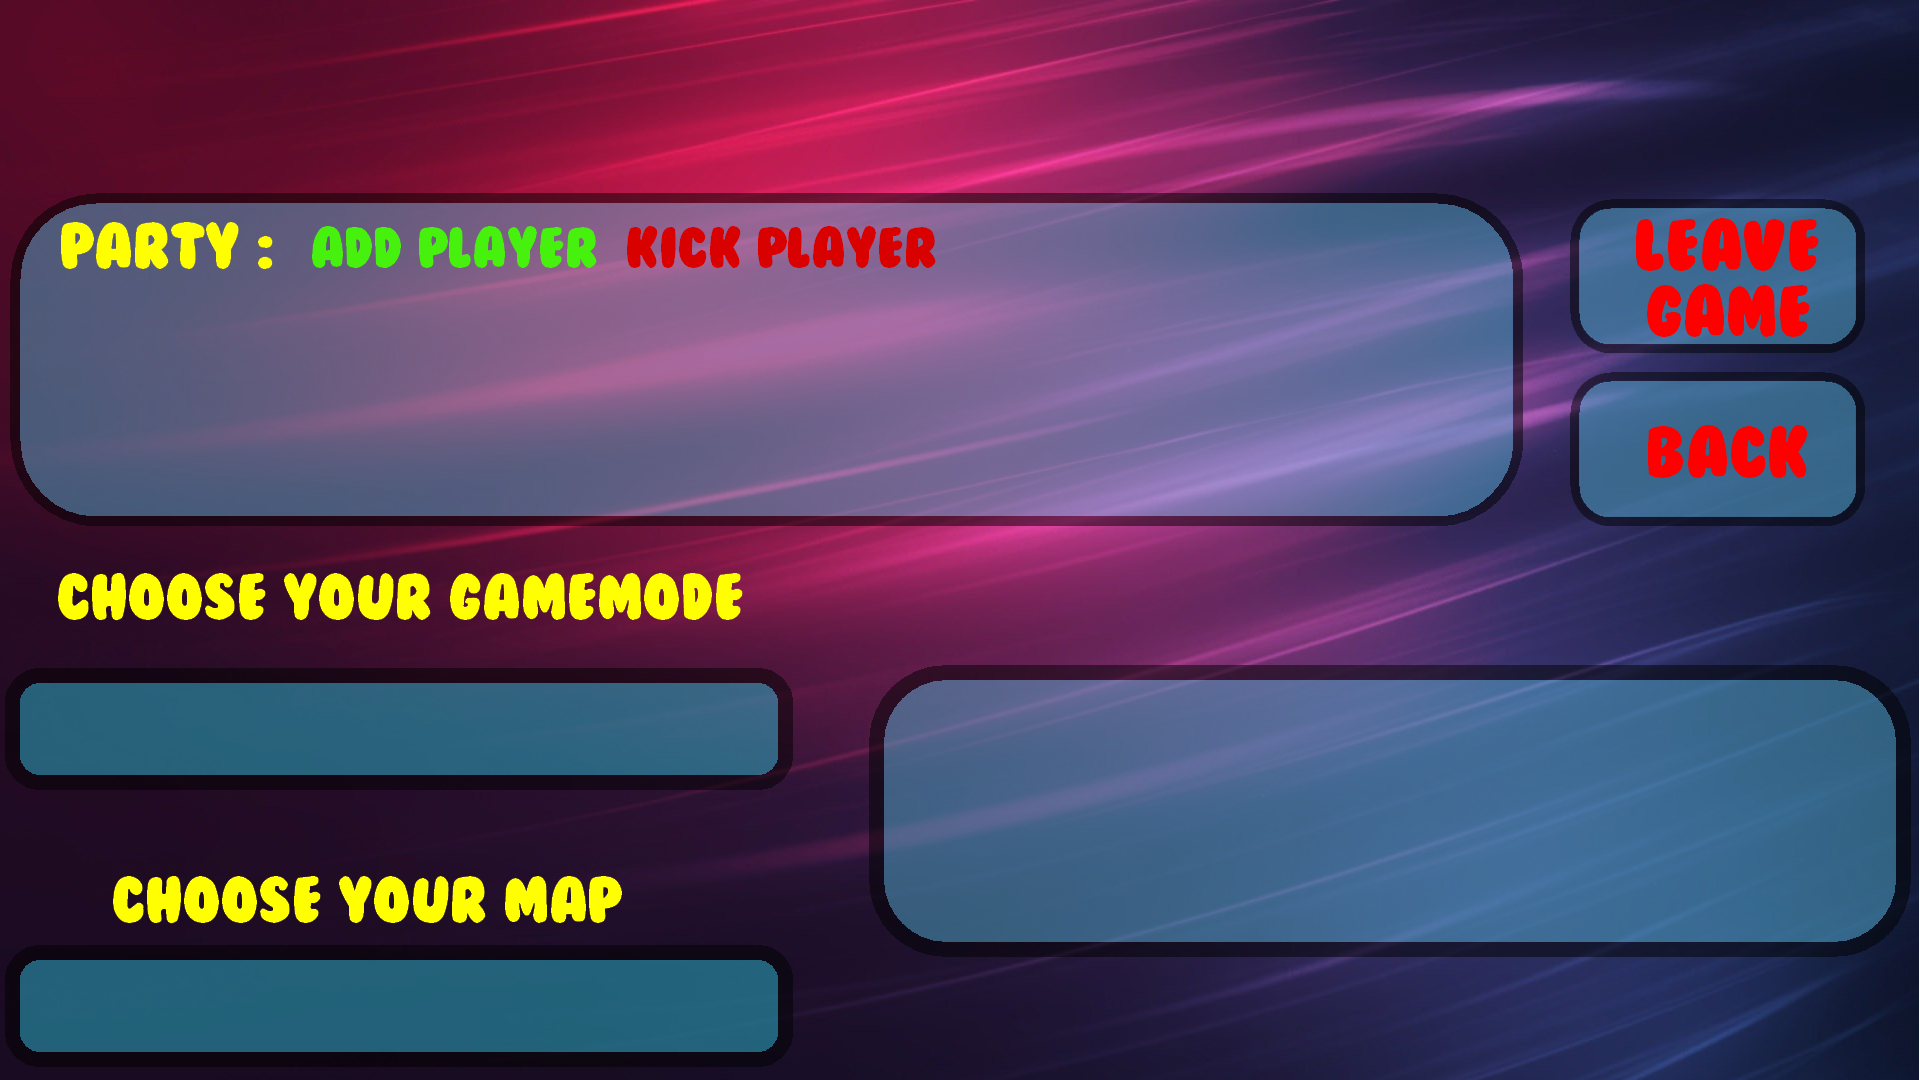 PARTY : ADD PLAYER KICK PLAYER
LEAVE
GAME
BACK
CHOOSE YOUR GAMEMODE
CHOOSE YOUR MAP